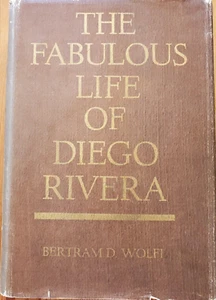 THE
FABULOUS
LIFE
OF
DIEGO
RIVERA
BERTRAM D. WOLFE